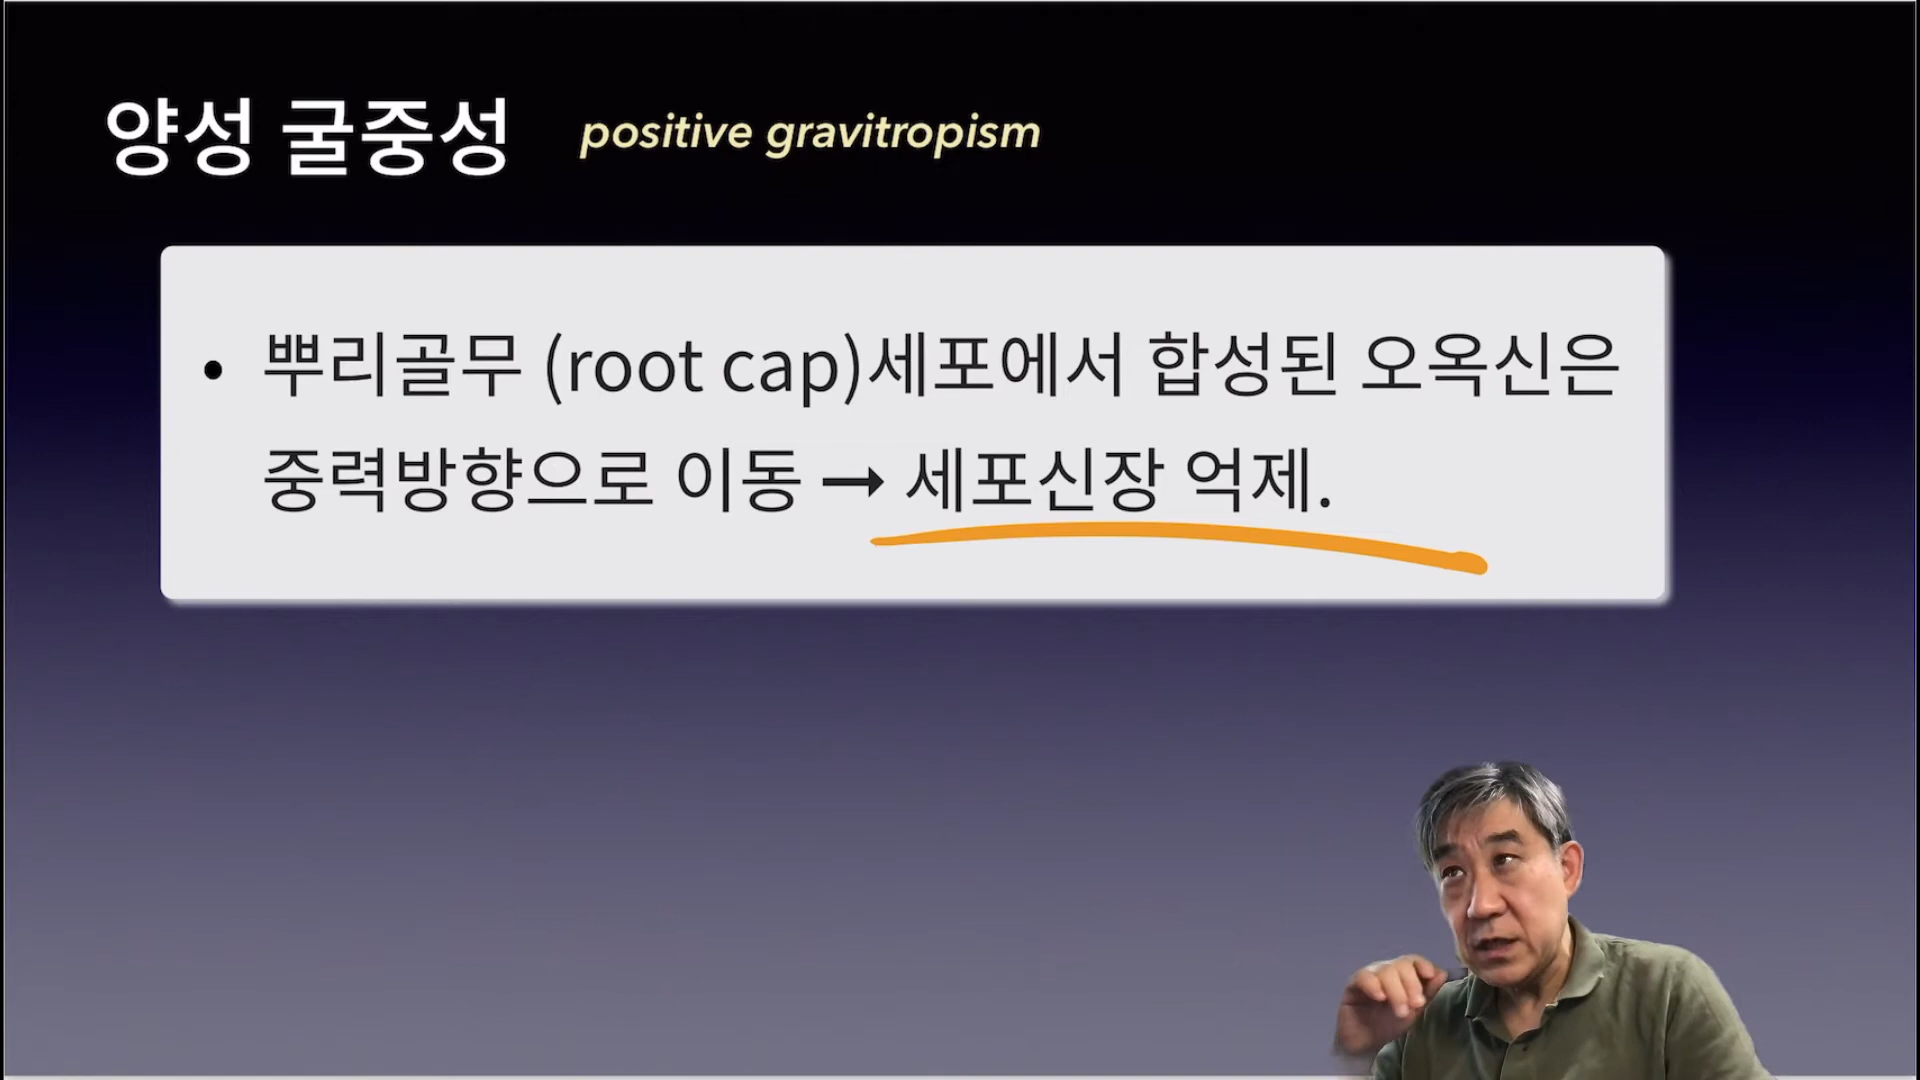 양성 굴중성 positive gravitropism
• 뿌리골무 (root cap)세포에서 합성된 오옥신은
중력방향으로 이동 → 세포신장 억제.